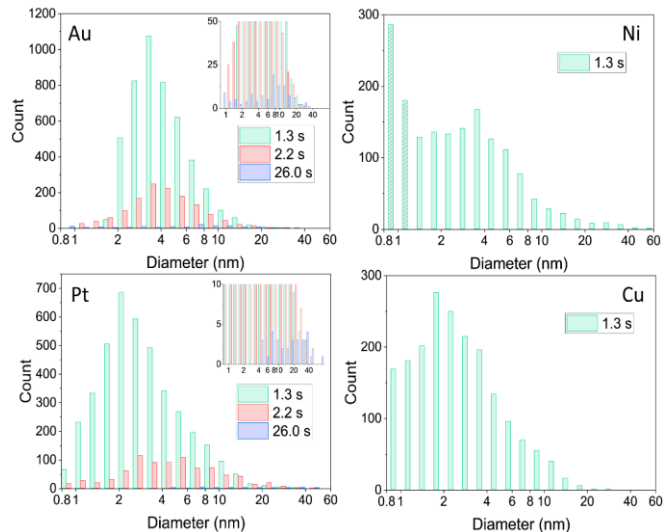 Au
Count
1200
1000
800
600
400
200
0
0.8 1 2 4 6 8 10 20 40 60
Diameter (nm)
50
25
0
1 2 4 6 8 10 20 40
1.3 s
2.2 s
26.0 s
Ni
Count
300
200
100
0
0.8 1 2 4 6 8 10 20 40 60
Diameter (nm)
1.3 s
Pt
Count
700
600
500
400
300
200
100
0
0.8 1 2 4 6 8 10 20 40 60
Diameter (nm)
10
5
0
1 2 4 6 8 10 20 40
1.3 s
2.2 s
26.0 s
Cu
Count
300
200
100
0
0.8 1 2 4 6 8 10 20 40 60
Diameter (nm)
1.3 s